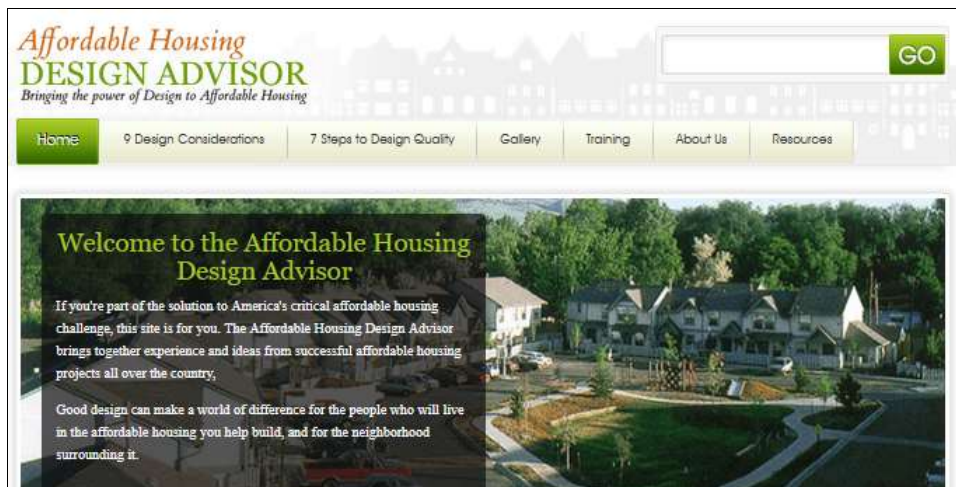 Affordable Housing
DESIGN ADVISOR
Bringing the power of Design to Affordable Housing
GO
Home
9 Design Considerations
7 Steps to Design Quality
Gallery
Training
About Us
Resources
Welcome to the Affordable Housing
Design Advisor
If you're part of the solution to America's critical affordable housing
challenge, this site is for you. The Affordable Housing Design Advisor
brings together experience and ideas from successful affordable housing
projects all over the country,
Good design can make a world of difference for the people who will live
in the affordable housing you help build, and for the neighborhood
surrounding it.